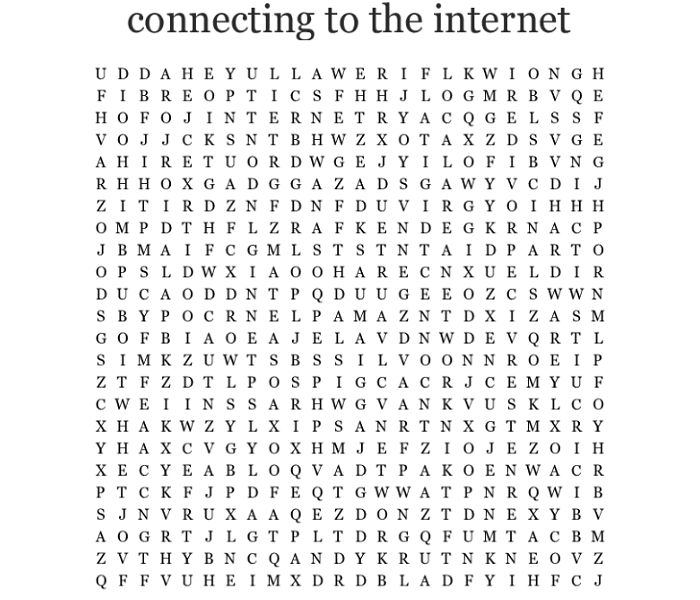 connecting to the internet
U D D A H E Y U L L A W E R I F L K W I O N G H
F I B R E O P T I C S F H H J L O G M R B V Q E
H O F O J I N T E R N E T R Y A C Q G E L S S F
V O J J C K S N T B H W Z X O T A X Z D S V G E
A H I R E T U O R D W G E J Y I L O F I B V N G
R H H O X G A D G G A Z A D S G A W Y V C D I J
Z I T I R D Z N F D N F D U V I R G Y O I H H H
O M P D T H F L Z R A F K E N D E G K R N A C P
J B M A I F C G M L S T S T N T A I D P A R T O
O P S L D W X I A O O H A R E C N X U E L D I R
D U C A O D D N T P Q D U U G E E O Z C S W W N
S B Y P O C R N E L P A M A Z N T D X I Z A S M
G O F B I A O E A J E L A V D N W D E V Q R T L
S I M K Z U W T S B S S I L V O O N N R O E I P
Z T F Z D T L P O S P I G C A C R J C E M Y U F
C W E I I N S S A R H W G V A N K V U S K L C O
X H A K W Z Y L X I P S A N R T N X G T M X R Y
Y H A X C V G Y O X H M J E F Z I O J E Z O I H
X E C Y E A B L O Q V A D T P A K O E N W A C R
P T C K F J P D F E Q T G W W A T P N R Q W I B
S J N V R U X A A Q E Z D O N Z T D N E X Y B V
A O G R T J L G T P L T D R G Q F U M T A C B M
Z V T H Y B N C Q A N D Y K R U T N K N E O V Z
Q F F V U H E I M X D R D B L A D F Y I H F C J